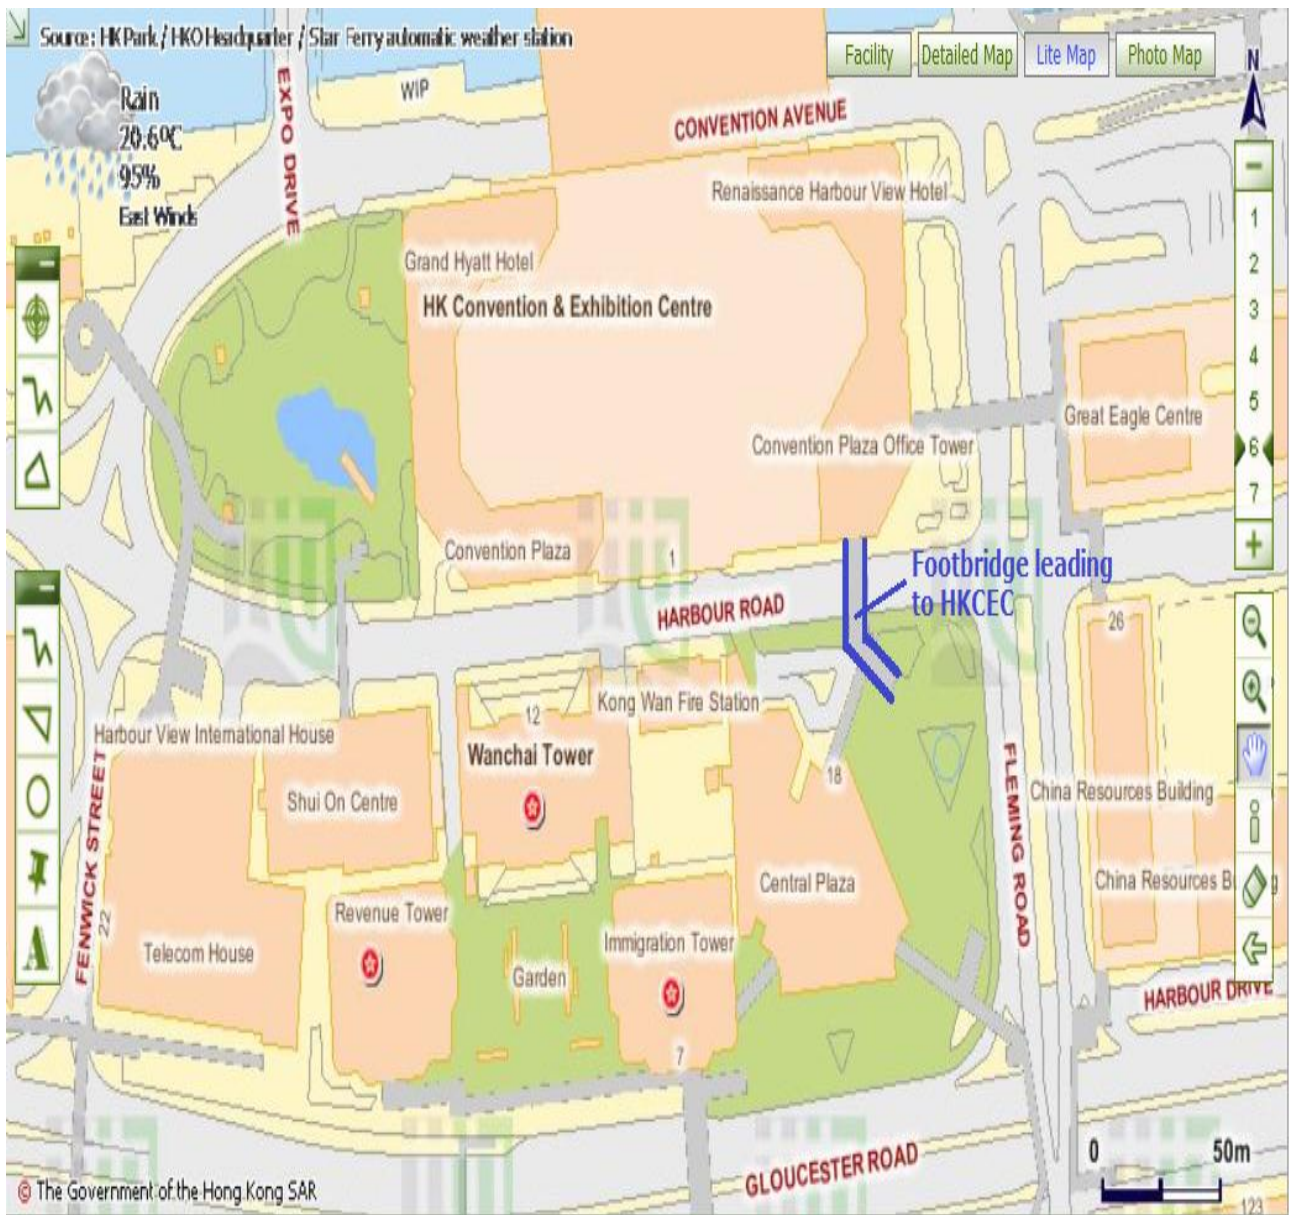 Source: HK Park / HKO Headquarter / Star Ferry automatic weather station
Facility
Detailed Map
Lite Map
Photo Map
N
Rain
20.6ºC
95%
East Winds
EXPO DRIVE
WIP
CONVENTION AVENUE
Renaissance Harbour View Hotel
Grand Hyatt Hotel
HK Convention & Exhibition Centre
1
2
3
4
5
6
7
Great Eagle Centre
Convention Plaza Office Tower
Convention Plaza
1
HARBOUR ROAD
Footbridge leading
to HKCEC
26
Kong Wan Fire Station
12
Wanchai Tower
Harbour View International House
18
Shui On Centre
FENWICK STREET
22
FLEMING ROAD
China Resources Building
Central Plaza
China Resources Bu
g
Revenue Tower
Immigration Tower
Telecom House
Garden
HARBOUR DRIVE
7
A
GLOUCESTER ROAD
0 50m
© The Government of the Hong Kong SAR
123